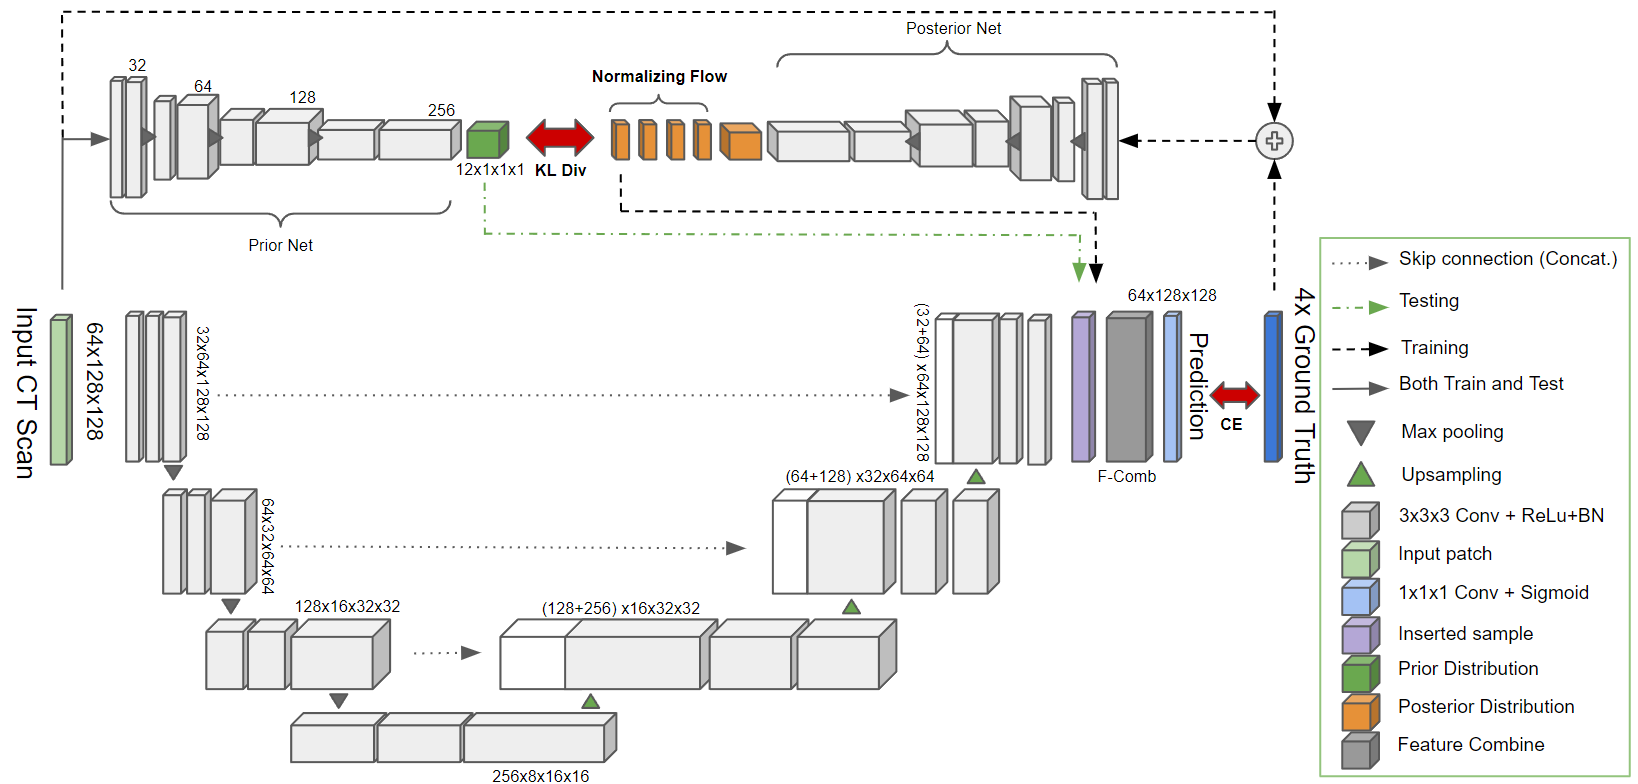 Posterior Net
32
64
128
256
Normalizing Flow
12x1x1x1
KL Div
Prior Net
Input CT Scan
64x128x128
32x64x128x128
64x32x64x64
128x16x32x32
256x8x16x16
(128+256) x16x32x32
(64+128) x32x64x64
(32+64) x64x128x128
64x128x128
F-Comb
Prediction
CE
4x Ground Truth
Skip connection (Concat.)
Testing
Training
Both Train and Test
Max pooling
Upsampling
3x3x3 Conv + ReLu+BN
Input patch
1x1x1 Conv + Sigmoid
Inserted sample
Prior Distribution
Posterior Distribution
Feature Combine